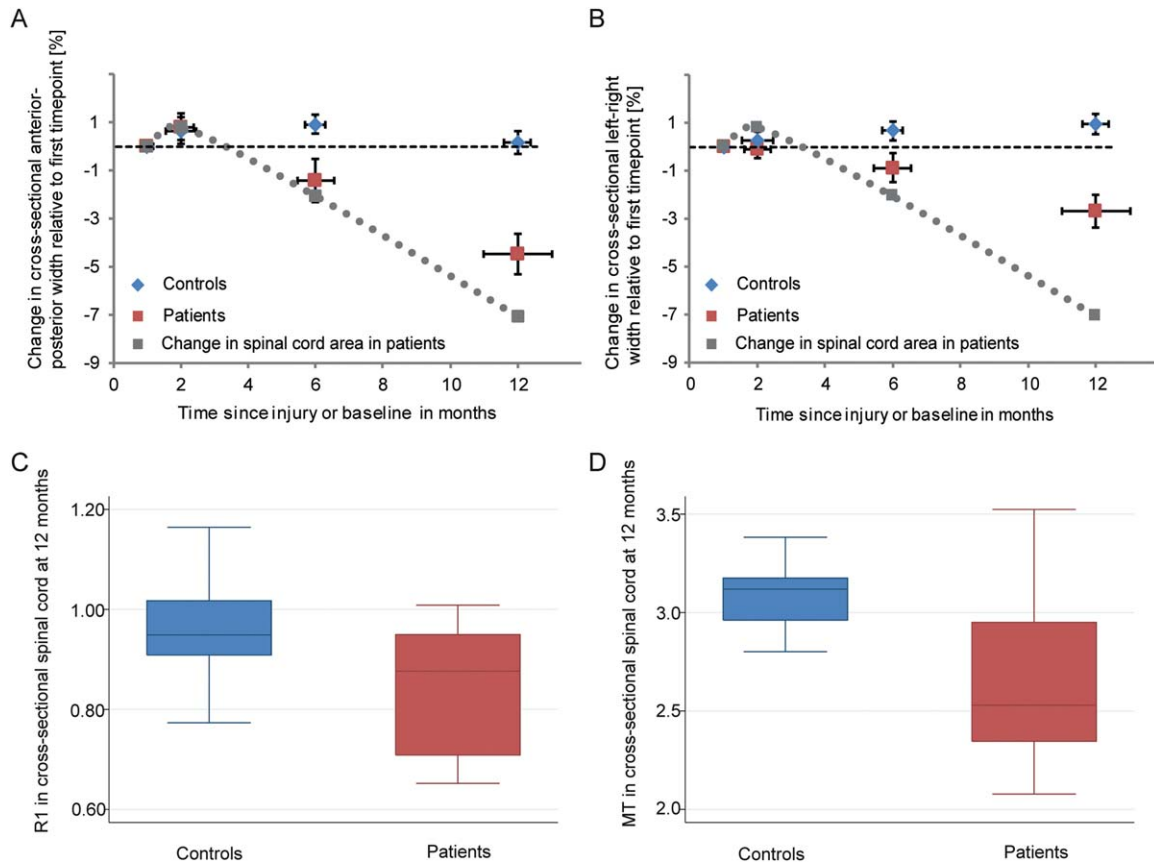 A
Change in cross-sectional anterior-
posterior width relative to first timepoint [%]
1
-1
-3
-5
-7
-9
Controls
Patients
Change in spinal cord area in patients
0 2 4 6 8 10 12
Time since injury or baseline in months
B
Change in cross-sectional left-right
width relative to first timepoint [%]
1
-1
-3
-5
-7
-9
Controls
Patients
Change in spinal cord area in patients
0 2 4 6 8 10 12
Time since injury or baseline in months
C
R1 in cross-sectional spinal cord at 12 months
1.20
1.00
0.80
0.60
Controls Patients
D
MT in cross-sectional spinal cord at 12 months
3.5
3.0
2.5
2.0
Controls Patients